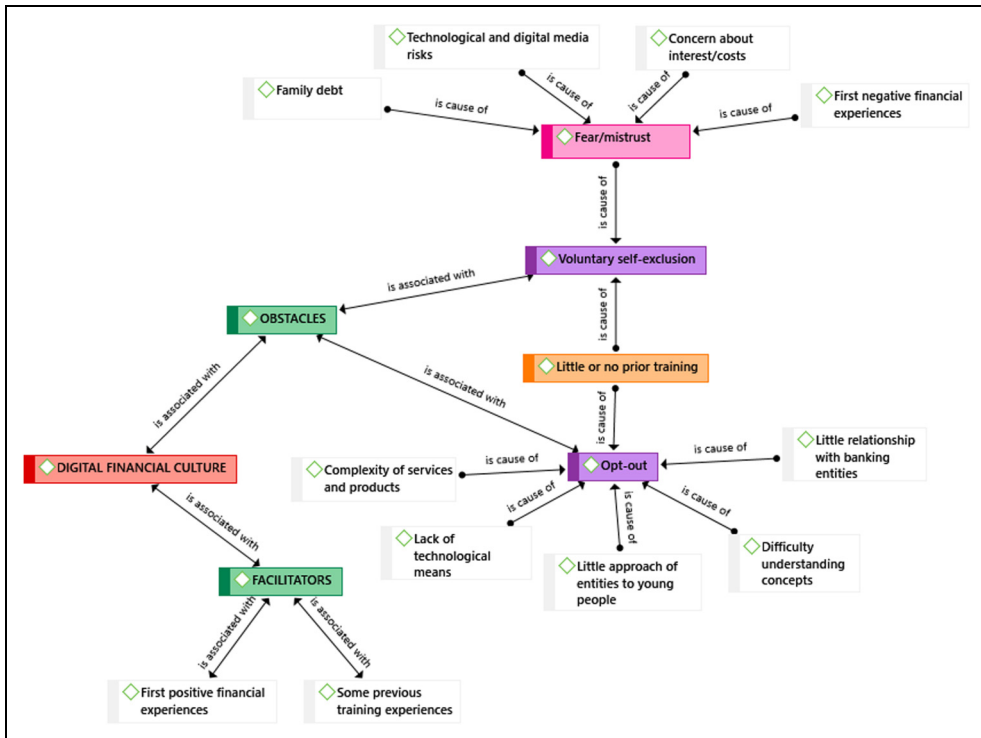 Technological and digital media
risks
Concern about
interest/costs
Family debt
First negative financial
experiences
is cause of
is cause of
is cause of
is cause of
Fear/mistrust
is cause of
Voluntary self-exclusion
is associated with
OBSTACLES
is cause of
Little or no prior training
is associated with
is associated with
is cause of
DIGITAL FINANCIAL CULTURE
Complexity of services
and products
is cause of
Opt-out
is cause of
Little relationship
with banking
entities
is cause of
is cause of
is cause of
is associated with
Lack of
technological
means
Little approach of
entities to young
people
Difficulty
understanding
concepts
FACILITATORS
is associated with
is associated with
First positive financial
experiences
Some previous
training experiences